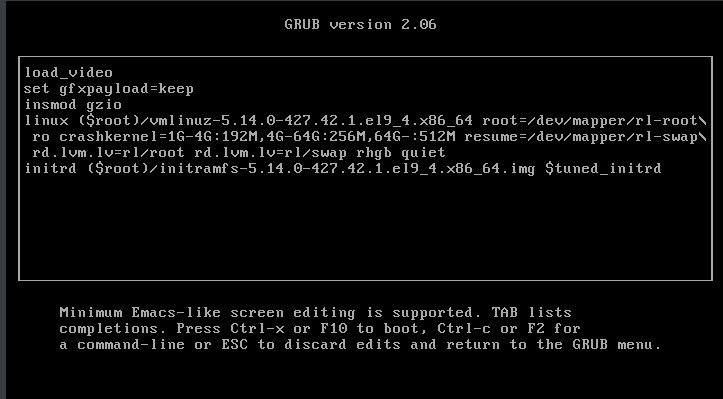 GRUB version 2.06
load_video
set gfxpayload=keep
insmod gzio
linux ($root)/vmlinuz-5.14.0-427.42.1.el9_4.x86_64 root=/dev/mapper/rl-root\
ro crashkernel=1G-4G:192M,4G-64G:256M,64G-:512M resume=/dev/mapper/rl-swap\
rd.lvm.lv=rl/root rd.lvm.lv=rl/swap rhgb quiet
initrd ($root)/initramfs-5.14.0-427.42.1.el9_4.x86_64.img $tuned_initrd
Minimum Emacs-like screen editing is supported. TAB lists
completions. Press Ctrl-x or F10 to boot, Ctrl-c or F2 for
a command-line or ESC to discard edits and return to the GRUB menu.